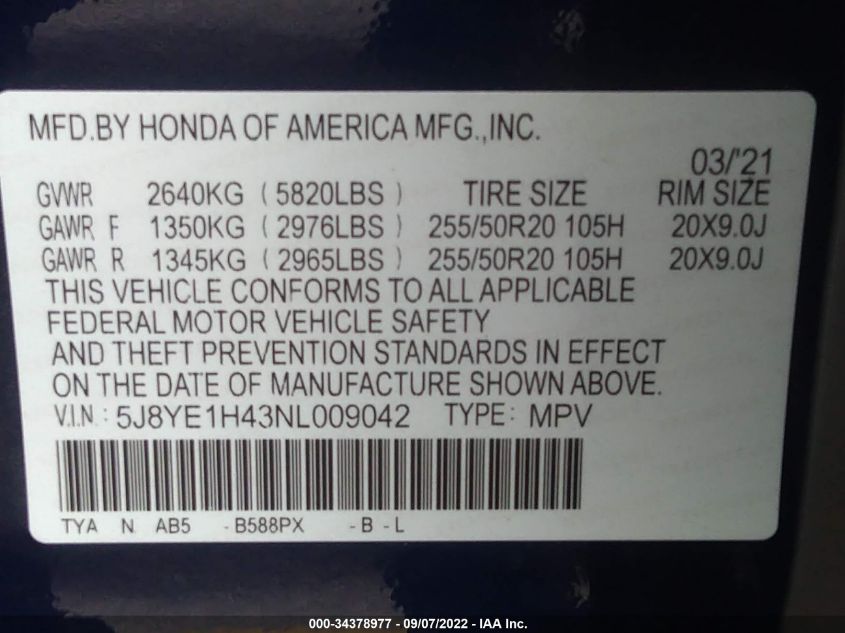 MFD.BY HONDA OF AMERICA MFG.,INC.
03/'21
GVWR 2640KG ( 5820LBS ) TIRE SIZE RIM SIZE
GAWR F 1350KG ( 2976LBS ) 255/50R20 105H 20X9.0J
GAWR R 1345KG ( 2965LBS ) 255/50R20 105H 20X9.0J
THIS VEHICLE CONFORMS TO ALL APPLICABLE
FEDERAL MOTOR VEHICLE SAFETY
AND THEFT PREVENTION STANDARDS IN EFFECT
ON THE DATE OF MANUFACTURE SHOWN ABOVE.
V.I.N. : 5J8YE1H43NL009042 TYPE: MPV
TYA N AB5 - B588PX - B - L
000-34378977 - 09/07/2022 - IAA Inc.